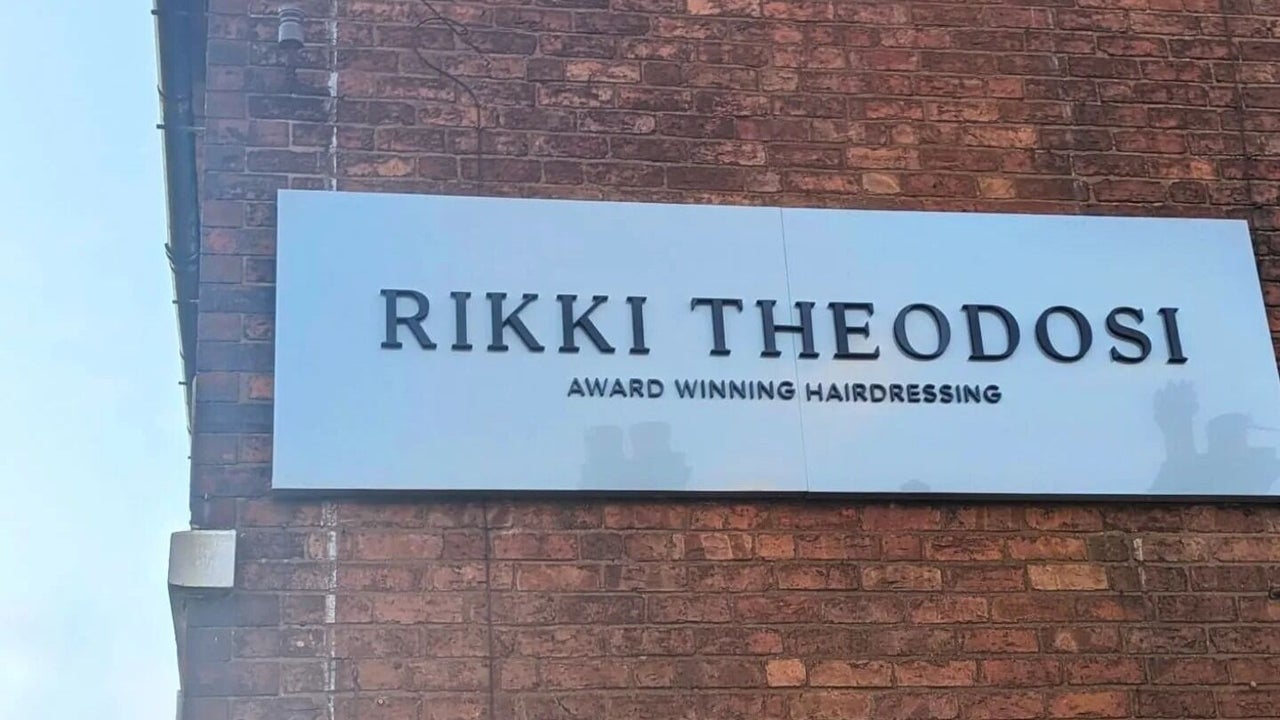 RIKKI THEODOSI
AWARD WINNING HAIRDRESSING